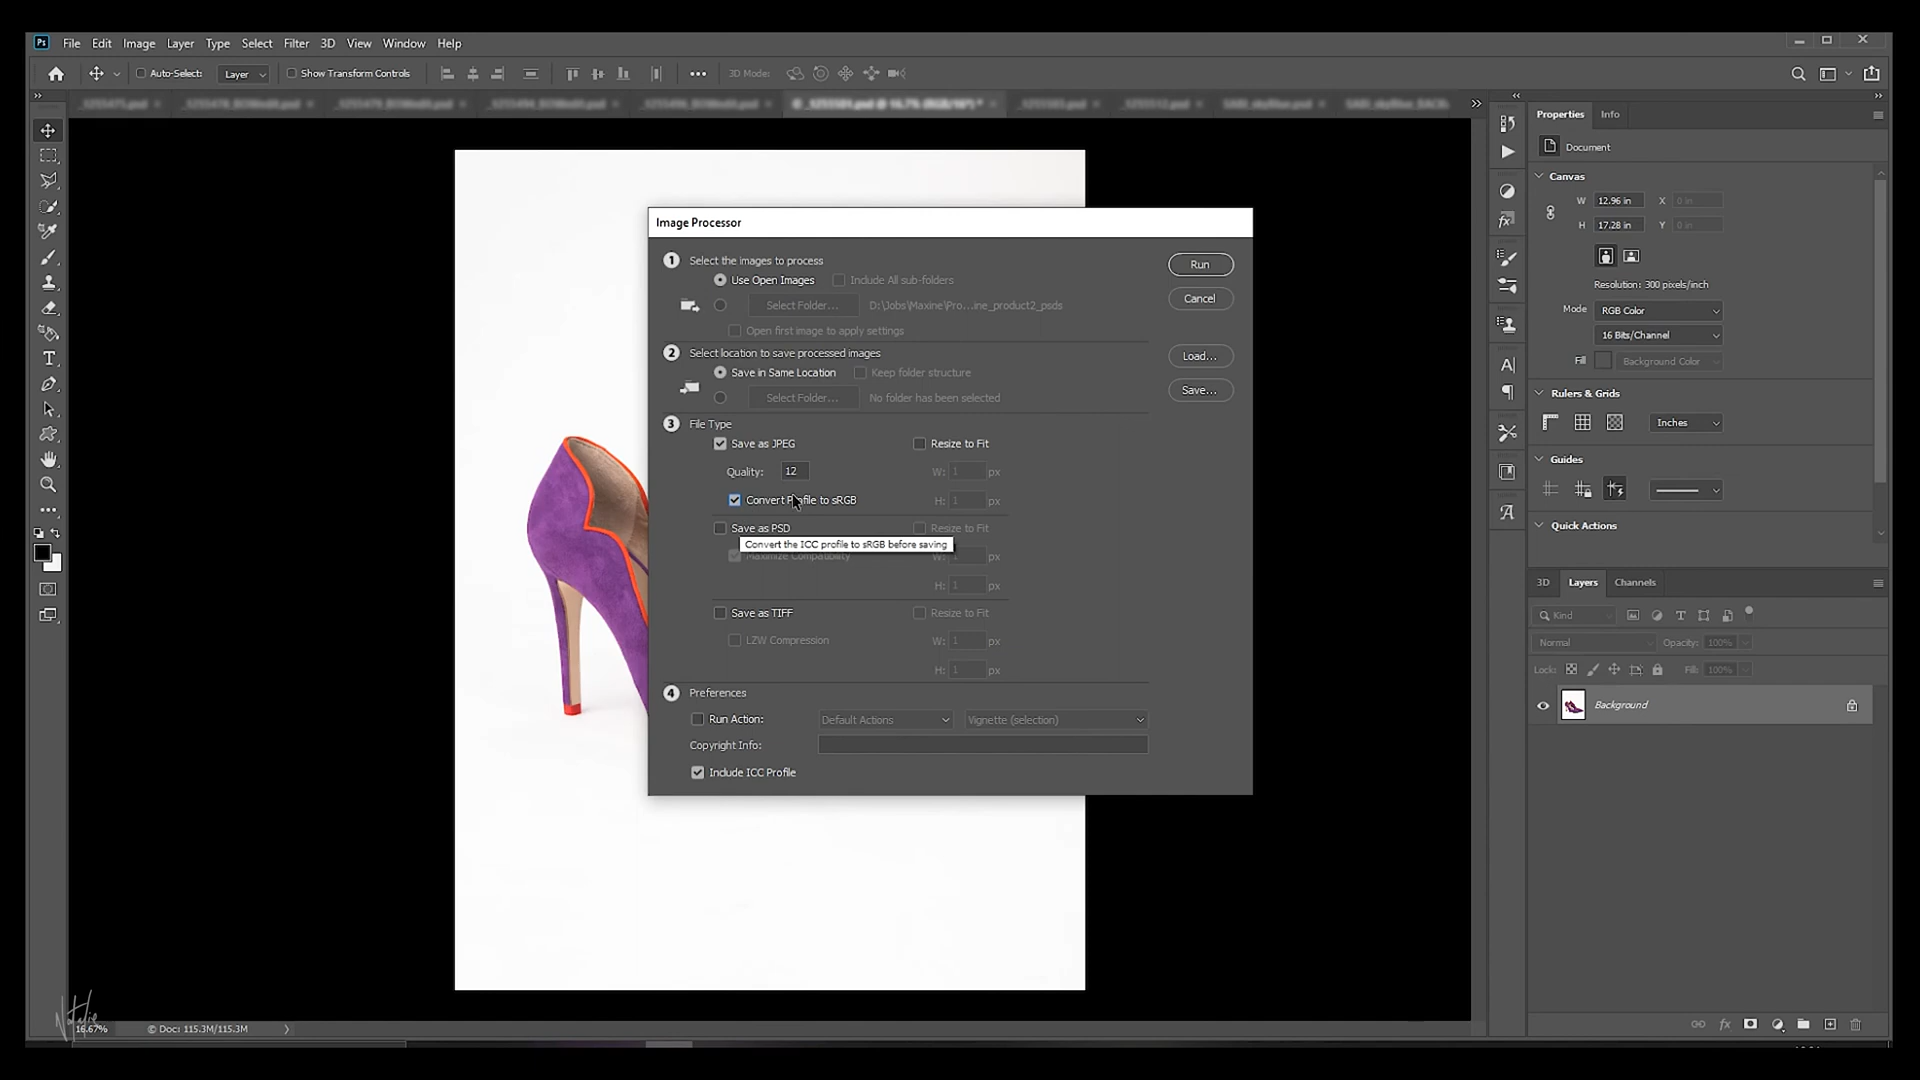 Ps File Edit Image Layer Type Select Filter 3D View Window Help
Auto-Select: Layer Show Transform Controls 3D Mode:
Properties Info
Document
Canvas
W 12.96 in X 0 in
H 17.28 in Y 0 in
Resolution: 300 pixels/inch
Mode RGB Color
16 Bits/Channel
Fill Background Color
Rulers & Grids
Inches
Guides
Quick Actions
3D Layers Channels
Kind
Normal Opacity: 100%
Lock: Fill: 100%
Background
Image Processor
1 Select the images to process
Use Open Images Include All sub-folders
Select Folder... D:\Jobs\Maxine\Pro...ine_product2_psds
Open first image to apply settings
2 Select location to save processed images
Save in Same Location Keep folder structure
Select Folder... No folder has been selected
3 File Type
Save as JPEG Resize to Fit
Quality: 12 W: 1 px
Convert Profile to sRGB H: 1 px
Save as PSD Resize to Fit
Convert the ICC profile to sRGB before saving
Maximize Compatibility W: 1 px
H: 1 px
Save as TIFF Resize to Fit
LZW Compression W: 1 px
H: 1 px
4 Preferences
Run Action: Default Actions Vignette (selection)
Copyright Info:
Include ICC Profile
Run
Cancel
Load...
Save...
Natalie
16.67% © Doc: 115.3M/115.3M